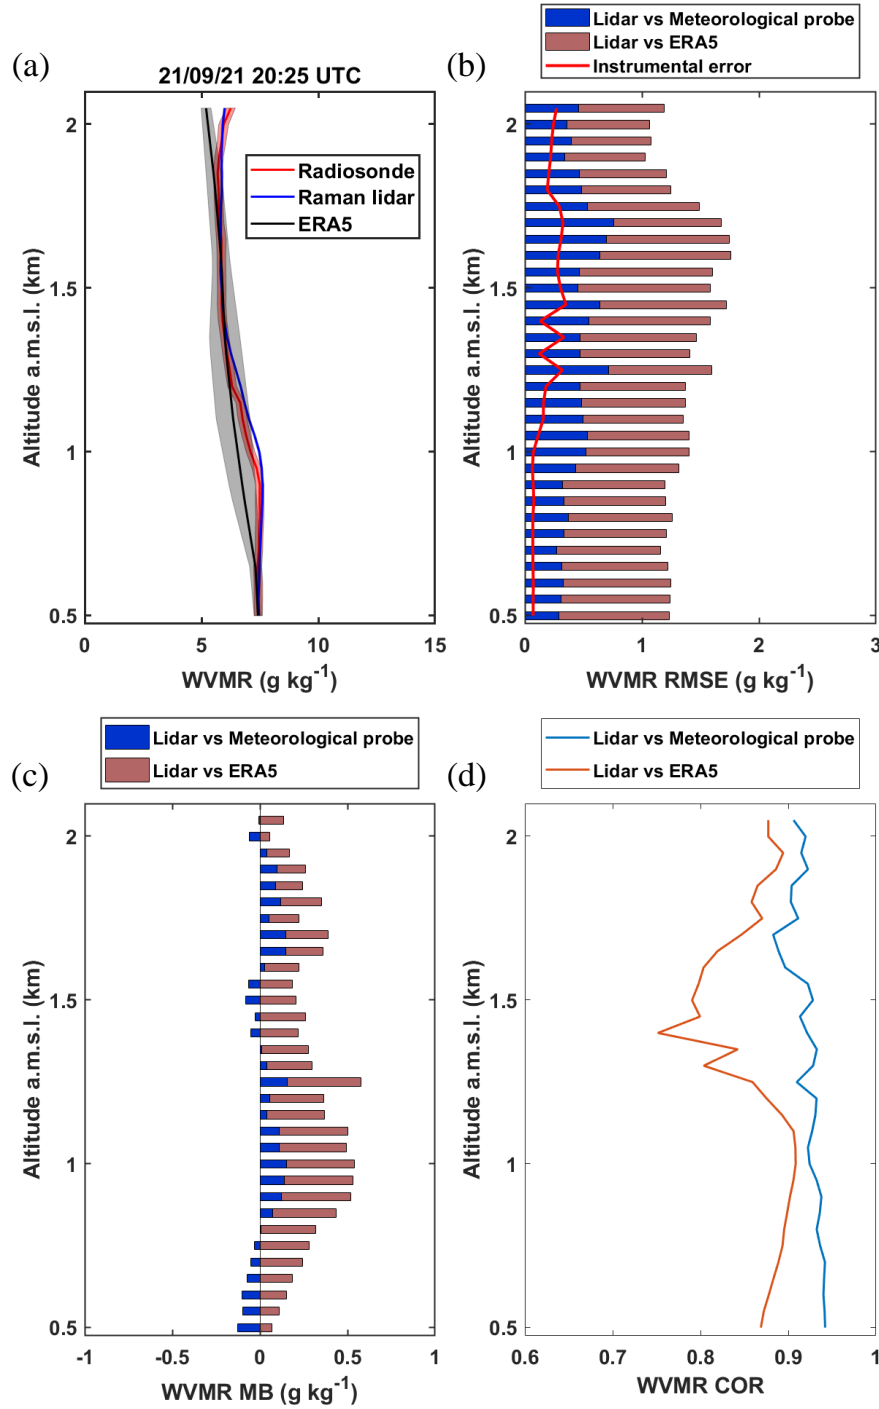 (a)
21/09/21 20:25 UTC
Radiosonde
Raman lidar
ERA5
2
1.5
1
0.5
0
5
10
15
Altitude a.m.s.l. (km)
WVMR (g kg⁻¹)
(b)
Lidar vs Meteorological probe
Lidar vs ERA5
Instrumental error
2
1.5
1
0.5
0
1
2
3
Altitude a.m.s.l. (km)
WVMR RMSE (g kg⁻¹)
(c)
Lidar vs Meteorological probe
Lidar vs ERA5
2
1.5
1
0.5
-1
-0.5
0
0.5
1
Altitude a.m.s.l. (km)
WVMR MB (g kg⁻¹)
(d)
Lidar vs Meteorological probe
Lidar vs ERA5
2
1.5
1
0.5
0.6
0.7
0.8
0.9
1
Altitude a.m.s.l. (km)
WVMR COR